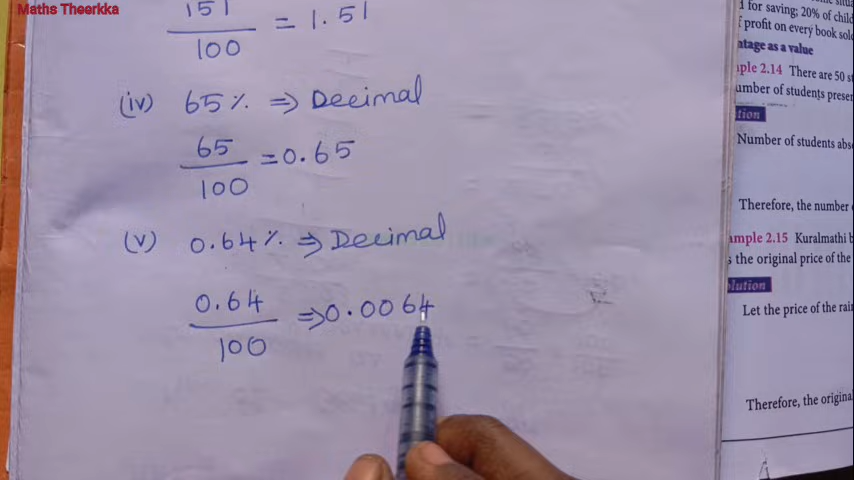 Maths Theerkka
151
100
= 1.51
(iv) 65% ⇒ Decimal
65
100
= 0.65
(v) 0.64% ⇒ Decimal
0.64
100
⇒ 0.0064
for saving; 20% of child
profit on every book sol
ntage as a value
mple 2.14 There are 50 s
umber of students presen
tion
Number of students abs
Therefore, the number
ample 2.15 Kuralmathi b
s the original price of the
olution
Let the price of the rai
Therefore, the origina